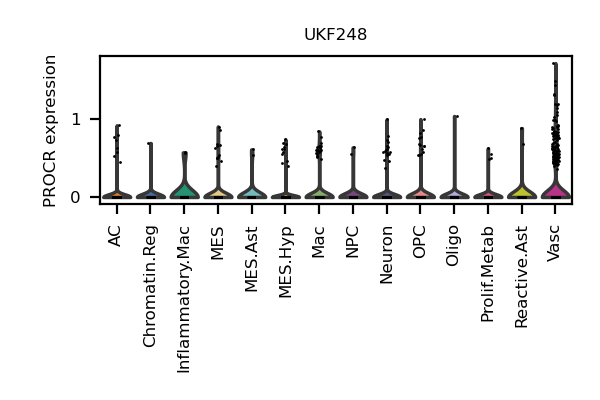 UKF248
PROCR expression
1
0
AC
Chromatin.Reg
Inflammatory.Mac
MES
MES.Ast
MES.Hyp
Mac
NPC
Neuron
OPC
Oligo
Prolif.Metab
Reactive.Ast
Vasc